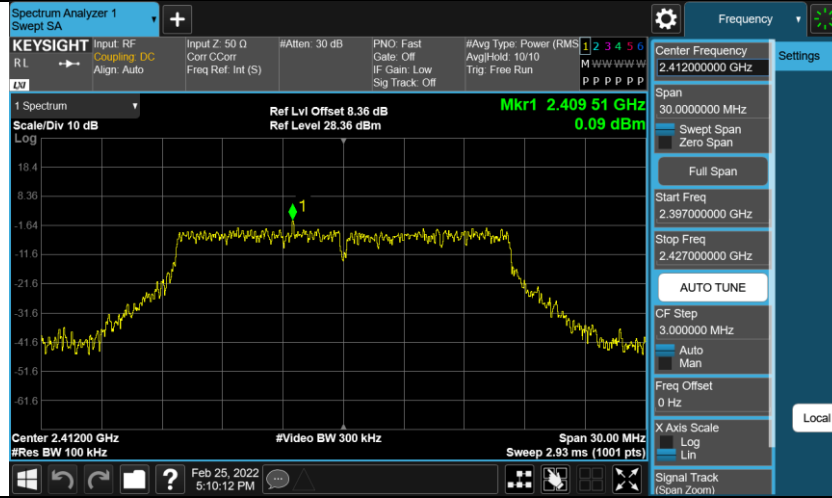 Spectrum Analyzer 1
Swept SA
+
Frequency
KEYSIGHT
RL
LXI
Input: RF
Coupling: DC
Align: Auto
Input Z: 50 Ω
Corr CCorr
Freq Ref: Int (S)
#Atten: 30 dB
PNO: Fast
Gate: Off
IF Gain: Low
Sig Track: Off
#Avg Type: Power (RMS
Avg|Hold: 10/10
Trig: Free Run
1 2 3 4 5 6
M W W W W W
P P P P P P
1 Spectrum
Scale/Div 10 dB
Log
Ref Lvl Offset 8.36 dB
Ref Level 28.36 dBm
Mkr1 2.409 51 GHz
0.09 dBm
18.4
8.36
-1.64
-11.6
-21.6
-31.6
-41.6
-51.6
-61.6
1
Center 2.41200 GHz
#Res BW 100 kHz
#Video BW 300 kHz
Span 30.00 MHz
Sweep 2.93 ms (1001 pts)
Center Frequency
2.412000000 GHz
Settings
Span
30.0000000 MHz
Swept Span
Zero Span
Full Span
Start Freq
2.397000000 GHz
Stop Freq
2.427000000 GHz
AUTO TUNE
CF Step
3.000000 MHz
Auto
Man
Freq Offset
0 Hz
X Axis Scale
Log
Lin
Local
Signal Track
(Span Zoom)
?
Feb 25, 2022
5:10:12 PM